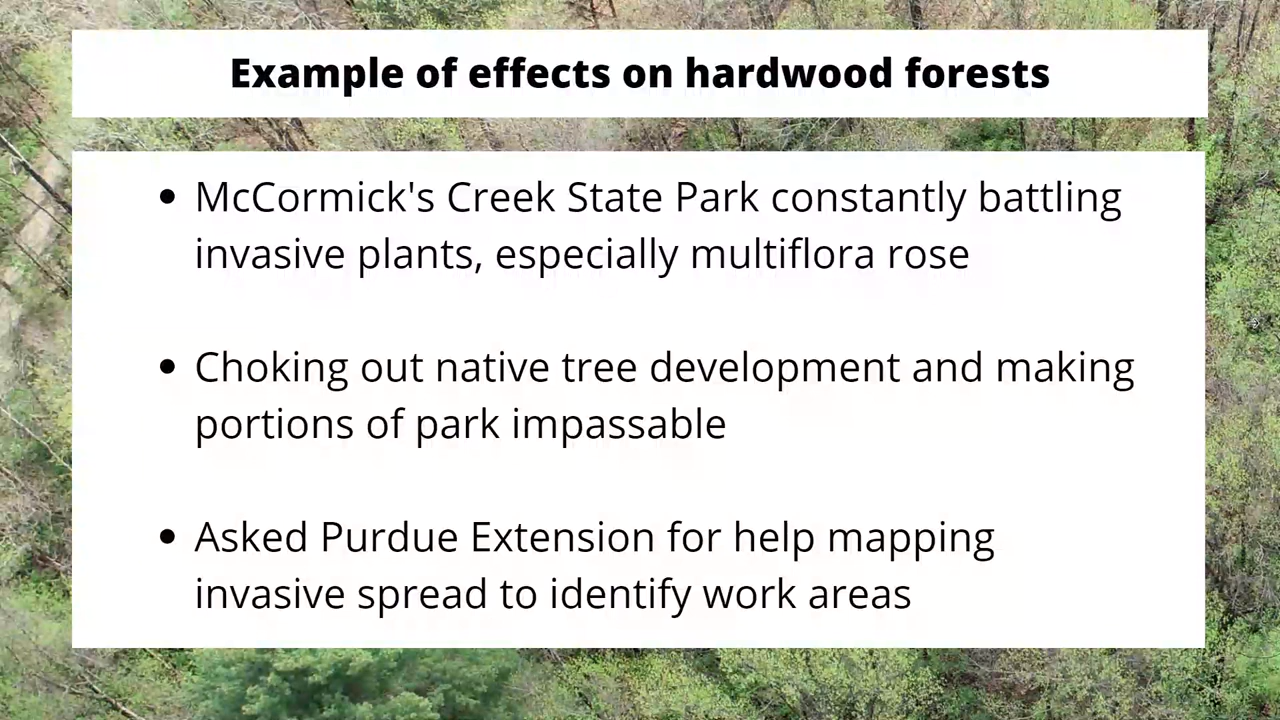 Example of effects on hardwood forests
• McCormick's Creek State Park constantly battling
invasive plants, especially multiflora rose
• Choking out native tree development and making
portions of park impassable
• Asked Purdue Extension for help mapping
invasive spread to identify work areas